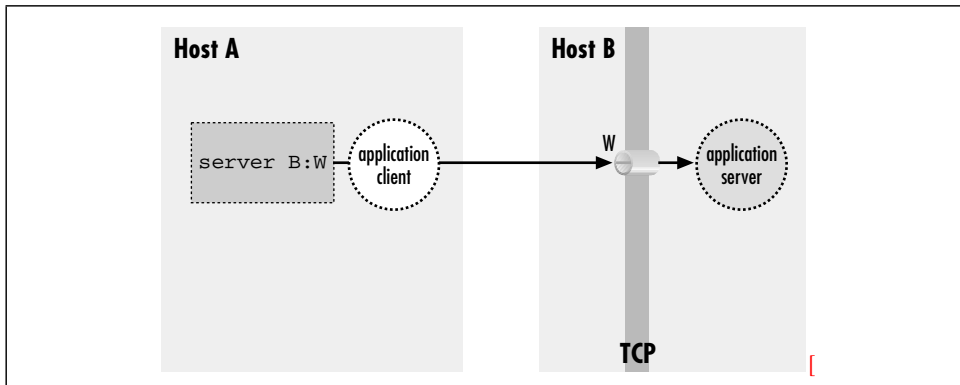 Host A
Host B
server B:W
application
client
W
application
server
TCP
[